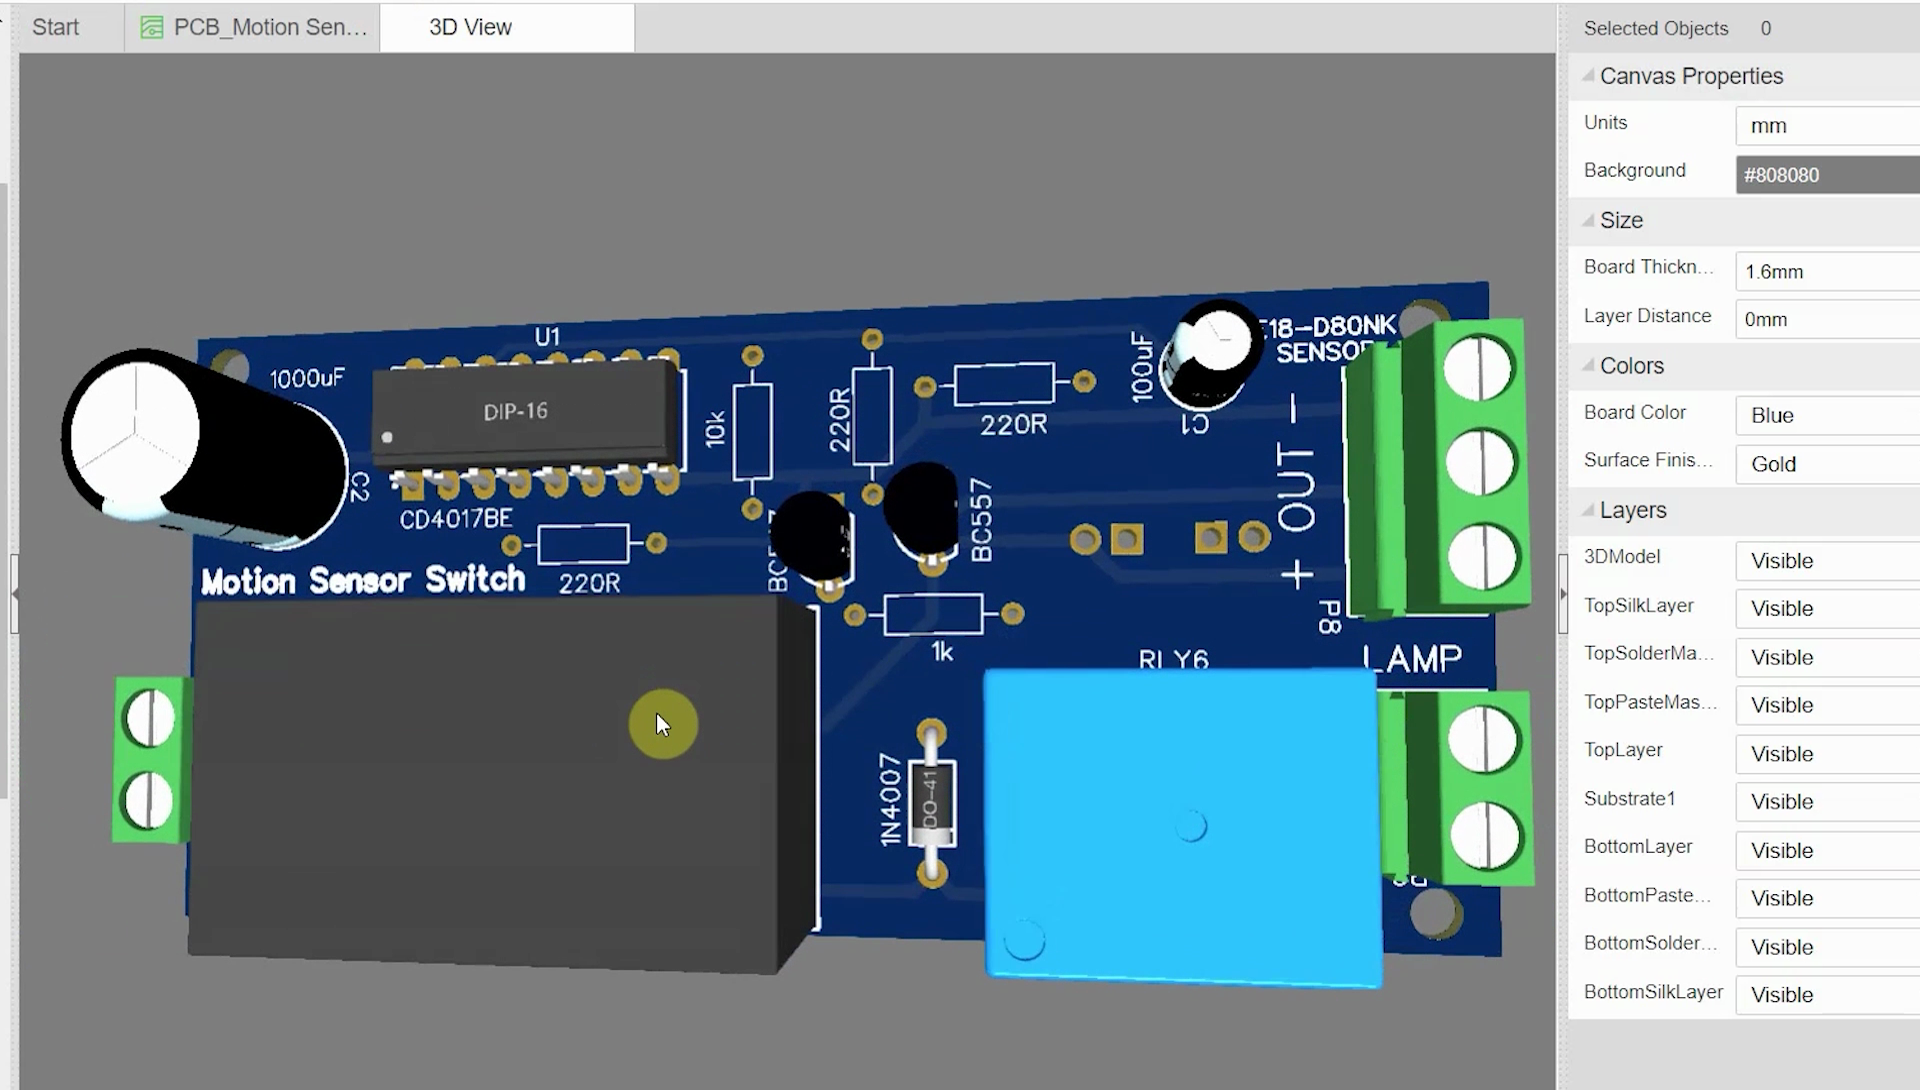 Start
PCB_Motion Sen...
3D View
Selected Objects 0
Canvas Properties
Units mm
Background #808080
Size
Board Thickn... 1.6mm
Layer Distance 0mm
Colors
Board Color Blue
Surface Finis... Gold
Layers
3DModel Visible
TopSilkLayer Visible
TopSolderMa... Visible
TopPasteMas... Visible
TopLayer Visible
Substrate1 Visible
BottomLayer Visible
BottomPaste... Visible
BottomSolder... Visible
BottomSilkLayer Visible
U1
1000uF
C2
DIP-16
CD4017BE
10k
220R
220R
220R
100uF
C1
E18-D80NK
SENSOR
+ OUT -
P8
BC557
1k
Motion Sensor Switch
RLY6
LAMP
1N4007
DO-41